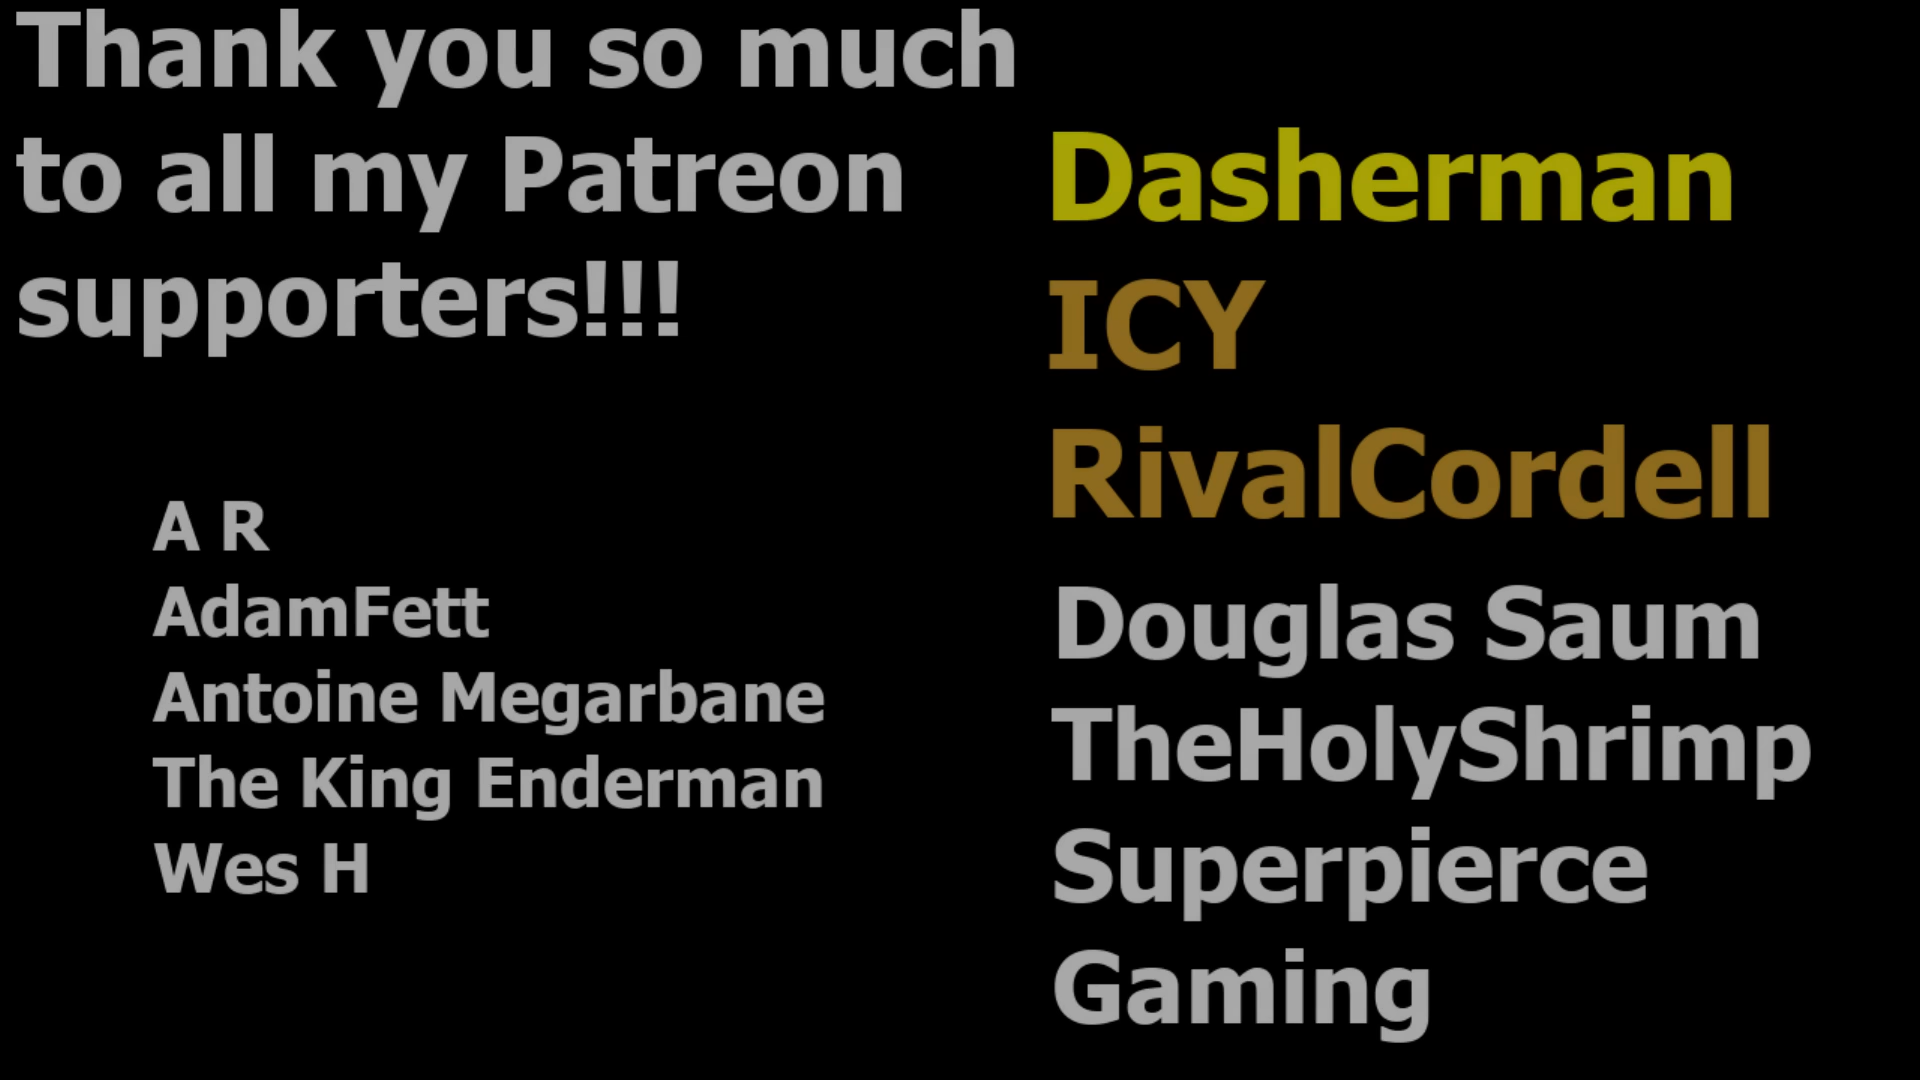 Thank you so much
to all my Patreon
supporters!!!
A R
AdamFett
Antoine Megarbane
The King Enderman
Wes H
Dasherman
ICY
RivalCordell
Douglas Saum
TheHolyShrimp
Superpierce
Gaming